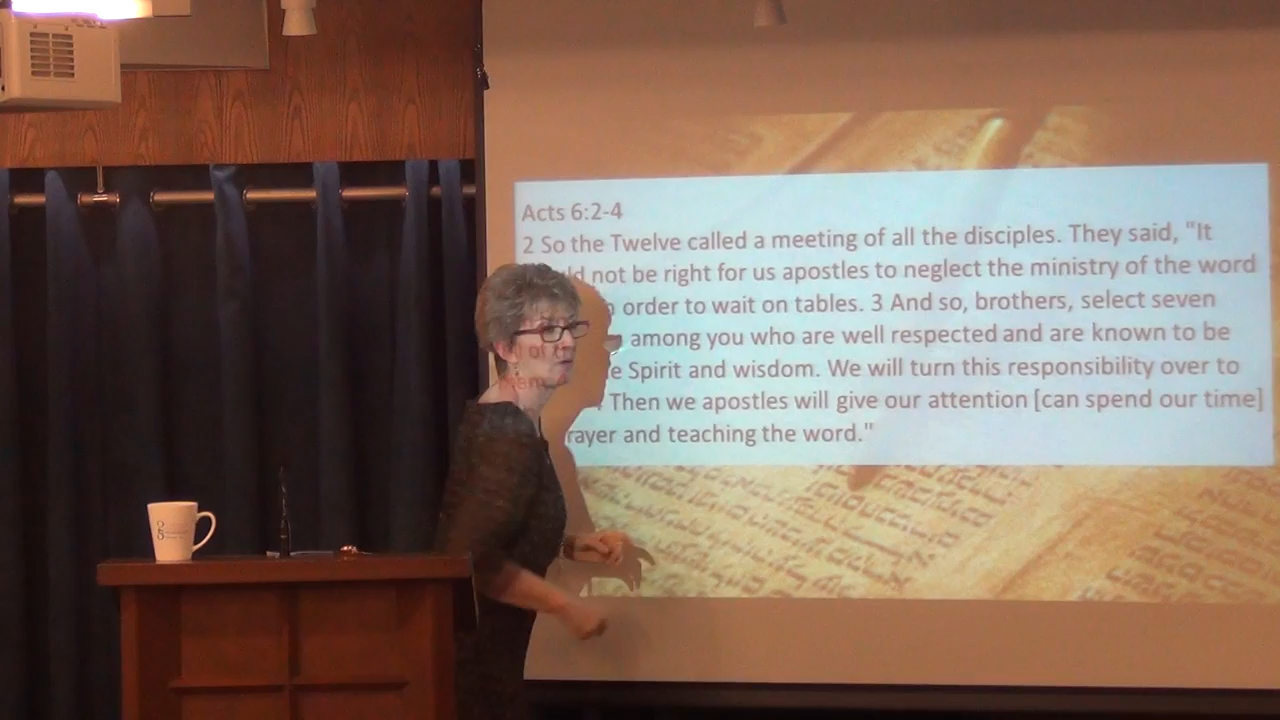 Acts 6:2-4
2 So the Twelve called a meeting of all the disciples. They said, "It
not be right for us apostles to neglect the ministry of the word
order to wait on tables. 3 And so, brothers, select seven
of among you who are well respected and are known to be
e Spirit and wisdom. We will turn this responsibility over to
them. Then we apostles will give our attention [can spend our time]
rayer and teaching the word."